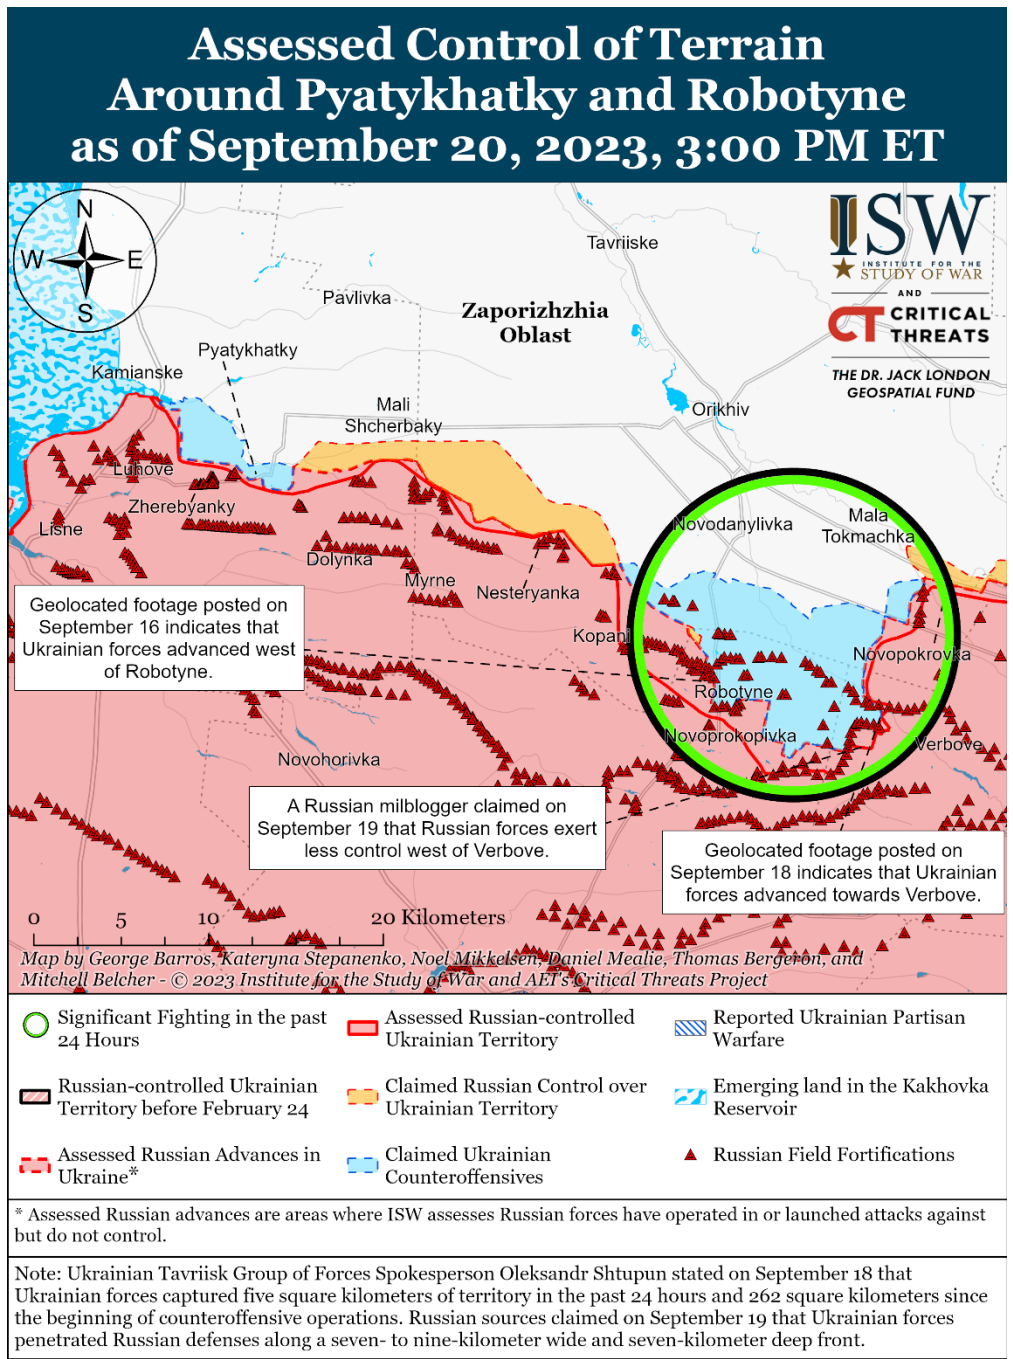 Assessed Control of Terrain
Around Pyatykhatky and Robotyne
as of September 20, 2023, 3:00 PM ET
N
W
E
S
ISW
INSTITUTE FOR THE
STUDY OF WAR
AND
CT CRITICAL
THREATS
THE DR. JACK LONDON
GEOSPATIAL FUND
Tavriiske
Pavlivka
Zaporizhzhia
Oblast
Pyatykhatky
Kamianske
Mali
Shcherbaky
Orikhiv
Luhove
Zherebyanky
Lisne
Dolynka
Myrne
Nesteryanka
Novodanylivka
Mala
Tokmachka
Kopani
Novopokrovka
Robotyne
Novoprokopivka
Verbove
Novohorivka
Geolocated footage posted on
September 16 indicates that
Ukrainian forces advanced west
of Robotyne.
A Russian milblogger claimed on
September 19 that Russian forces exert
less control west of Verbove.
Geolocated footage posted on
September 18 indicates that Ukrainian
forces advanced towards Verbove.
0 5 10 20 Kilometers
Map by George Barros, Kateryna Stepanenko, Noel Mikkelsen, Daniel Mealie, Thomas Bergeron, and
Mitchell Belcher - © 2023 Institute for the Study of War and AEI's Critical Threats Project
Significant Fighting in the past
24 Hours
Russian-controlled Ukrainian
Territory before February 24
Assessed Russian Advances in
Ukraine*
Assessed Russian-controlled
Ukrainian Territory
Claimed Russian Control over
Ukrainian Territory
Claimed Ukrainian
Counteroffensives
Reported Ukrainian Partisan
Warfare
Emerging land in the Kakhovka
Reservoir
Russian Field Fortifications
* Assessed Russian advances are areas where ISW assesses Russian forces have operated in or launched attacks against
but do not control.
Note: Ukrainian Tavriisk Group of Forces Spokesperson Oleksandr Shtupun stated on September 18 that
Ukrainian forces captured five square kilometers of territory in the past 24 hours and 262 square kilometers since
the beginning of counteroffensive operations. Russian sources claimed on September 19 that Ukrainian forces
penetrated Russian defenses along a seven- to nine-kilometer wide and seven-kilometer deep front.